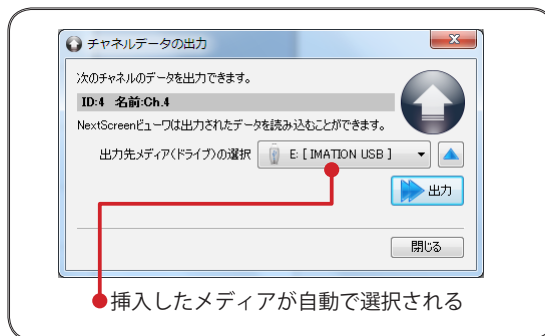 チャネルデータの出力
次のチャネルのデータを出力できます。
ID:4 名前:Ch.4
NextScreenビューワは出力されたデータを読み込むことができます。
出力先メディア(ドライブ)の選択 E: [ IMATION USB ]
出力
閉じる
挿入したメディアが自動で選択される